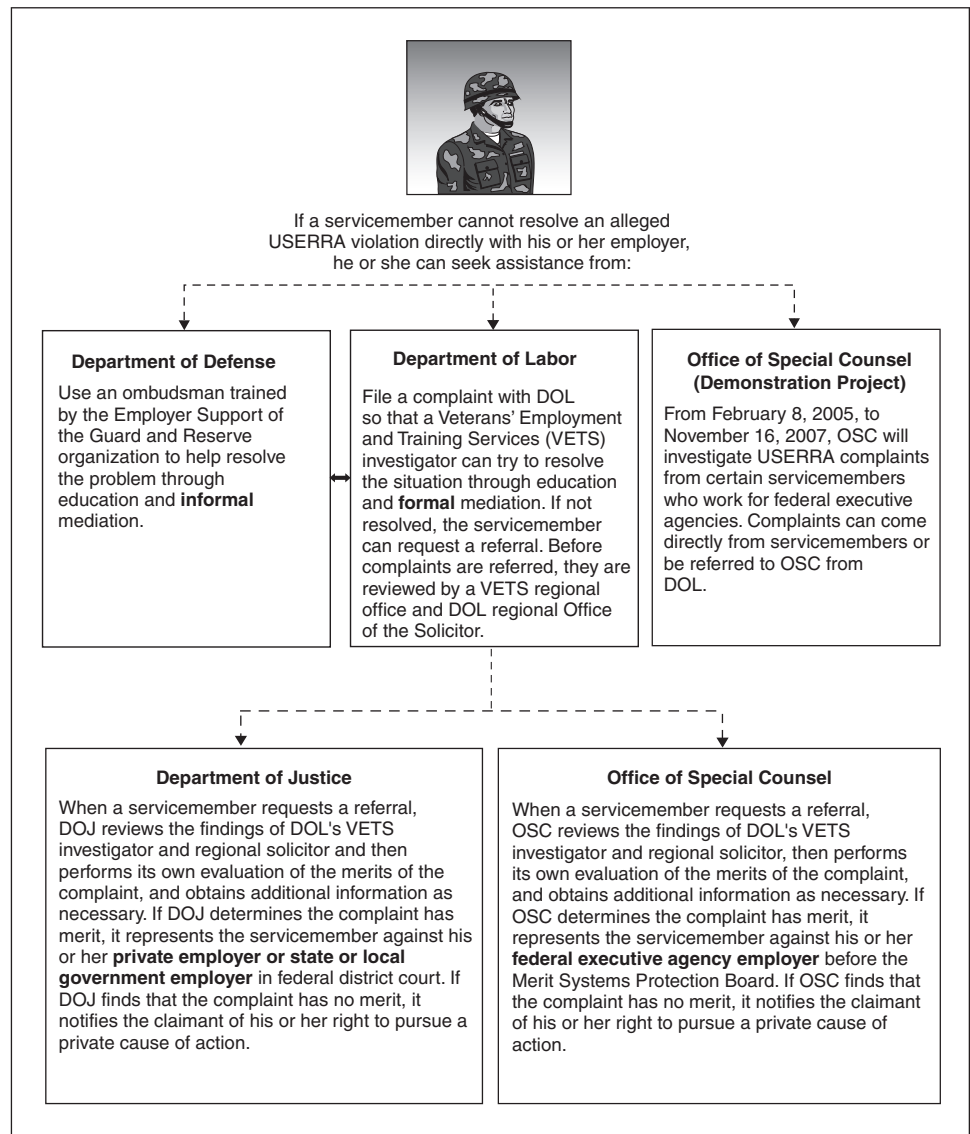 If a servicemember cannot resolve an alleged
USERRA violation directly with his or her employer,
he or she can seek assistance from:
Department of Defense
Use an ombudsman trained
by the Employer Support of
the Guard and Reserve
organization to help resolve
the problem through
education and informal
mediation.
Department of Labor
File a complaint with DOL
so that a Veterans' Employment
and Training Services (VETS)
investigator can try to resolve
the situation through education
and formal mediation. If not
resolved, the servicemember
can request a referral. Before
complaints are referred, they are
reviewed by a VETS regional
office and DOL regional Office
of the Solicitor.
Office of Special Counsel
(Demonstration Project)
From February 8, 2005, to
November 16, 2007, OSC will
investigate USERRA complaints
from certain servicemembers
who work for federal executive
agencies. Complaints can come
directly from servicemembers or
be referred to OSC from
DOL.
Department of Justice
When a servicemember requests a referral,
DOJ reviews the findings of DOL's VETS
investigator and regional solicitor and then
performs its own evaluation of the merits of the
complaint, and obtains additional information as
necessary. If DOJ determines the complaint has
merit, it represents the servicemember against his
or her private employer or state or local
government employer in federal district court. If
DOJ finds that the complaint has no merit, it
notifies the claimant of his or her right to pursue a
private cause of action.
Office of Special Counsel
When a servicemember requests a referral,
OSC reviews the findings of DOL's VETS
investigator and regional solicitor, then performs
its own evaluation of the merits of the complaint,
and obtains additional information as necessary. If
OSC determines the complaint has merit, it
represents the servicemember against his or her
federal executive agency employer before the
Merit Systems Protection Board. If OSC finds that
the complaint has no merit, it notifies the claimant
of his or her right to pursue a private cause of
action.